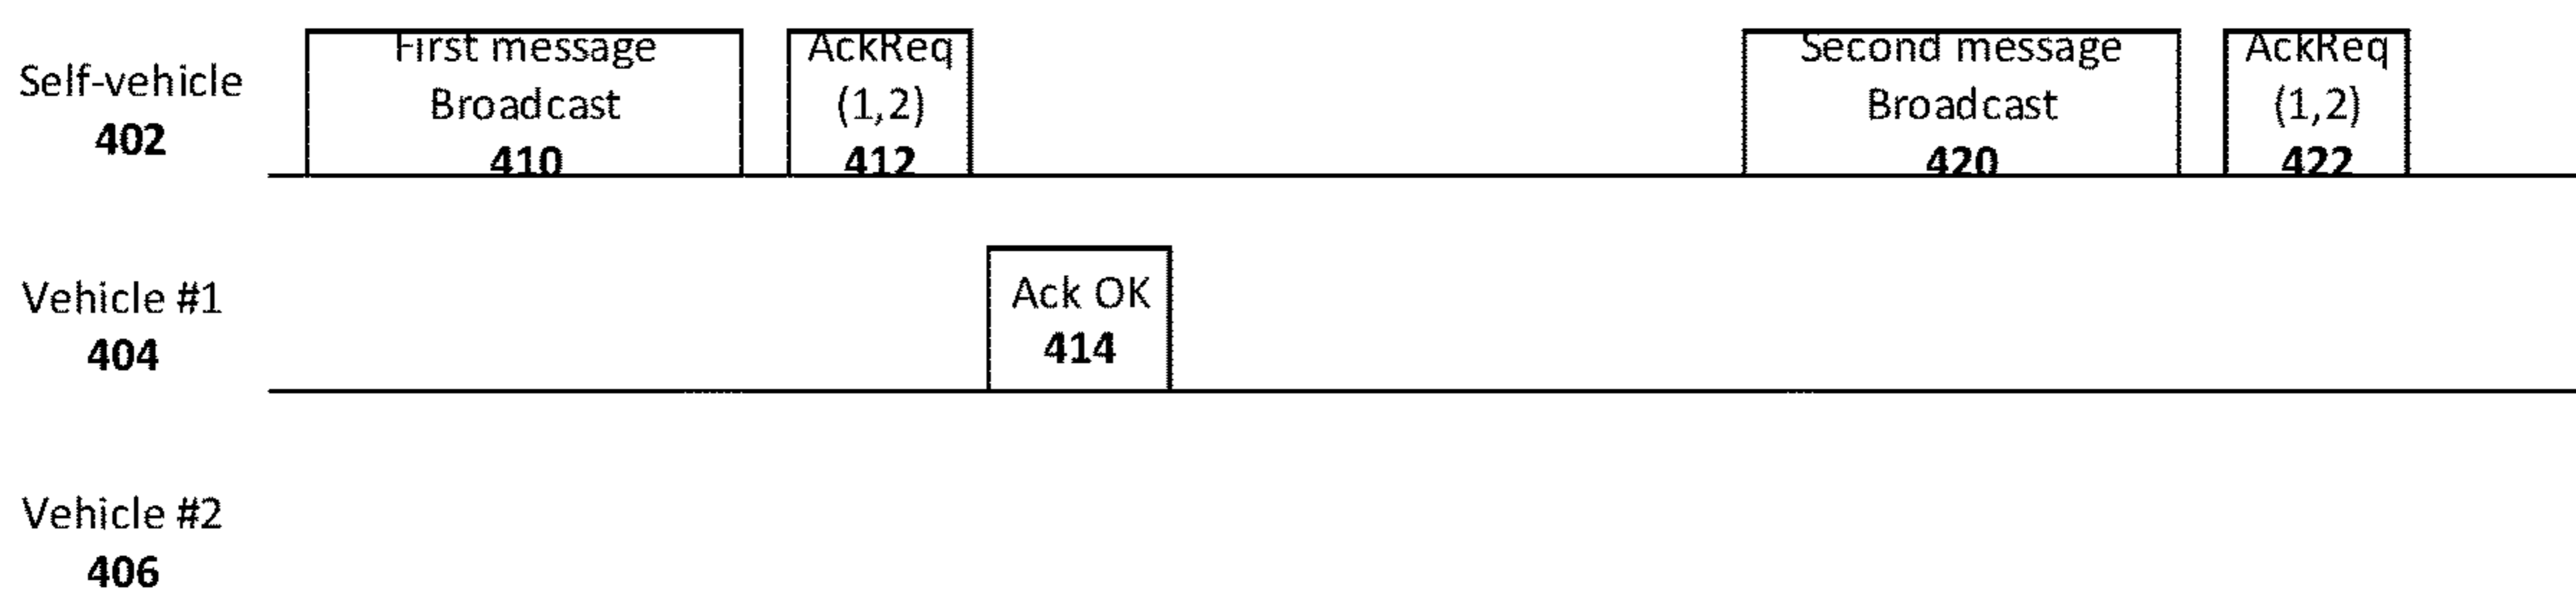 Self-vehicle
402
First message
Broadcast
410
AckReq
(1,2)
412
Second message
Broadcast
420
AckReq
(1,2)
422
Vehicle #1
404
Ack OK
414
Vehicle #2
406